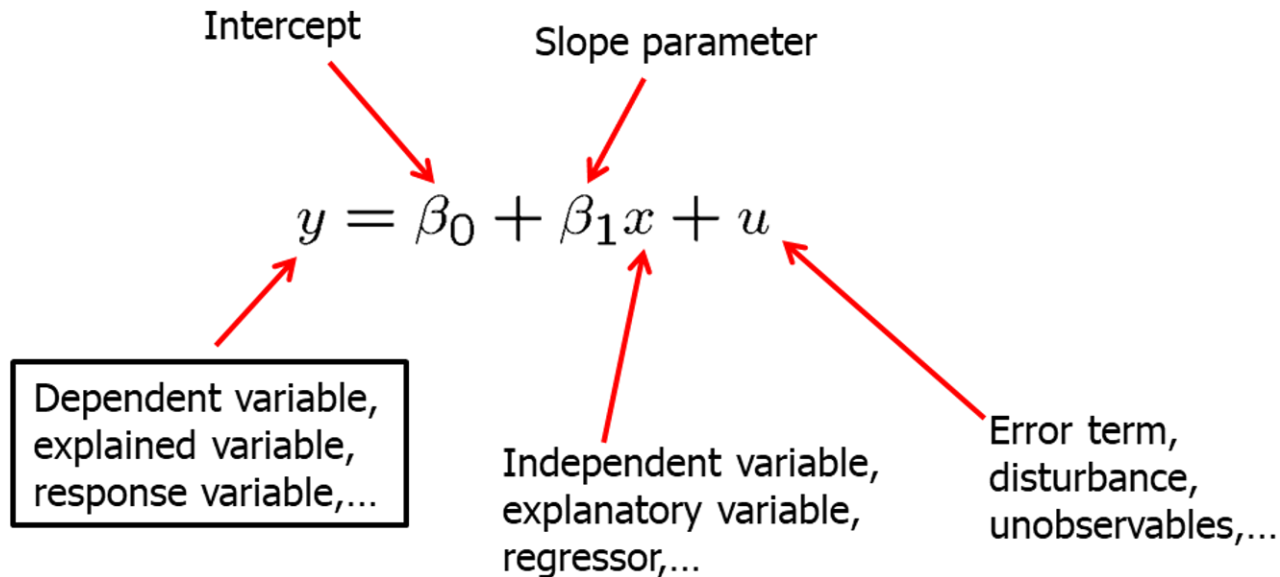 Intercept
Slope parameter
y = β₀ + β₁x + u
Dependent variable,
explained variable,
response variable,...
Independent variable,
explanatory variable,
regressor,...
Error term,
disturbance,
unobservables,...